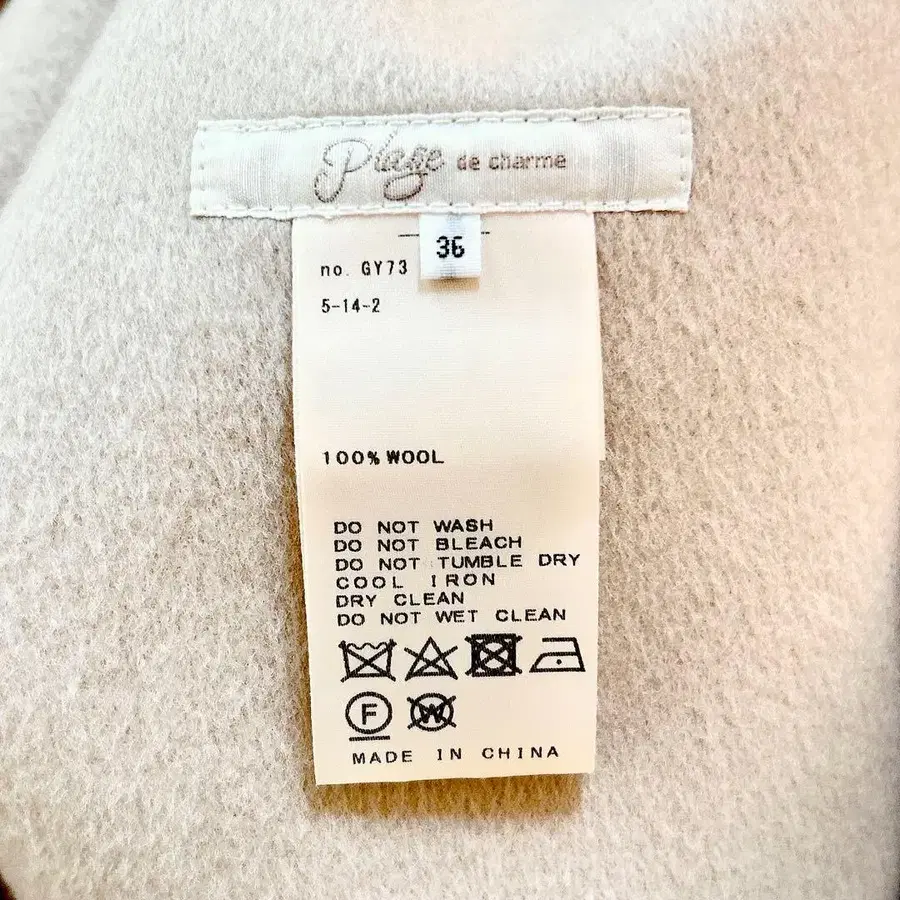 Plage de charme
36
no. GY73
5-14-2
100% WOOL
DO NOT WASH
DO NOT BLEACH
DO NOT TUMBLE DRY
COOL IRON
DRY CLEAN
DO NOT WET CLEAN
F W
MADE IN CHINA